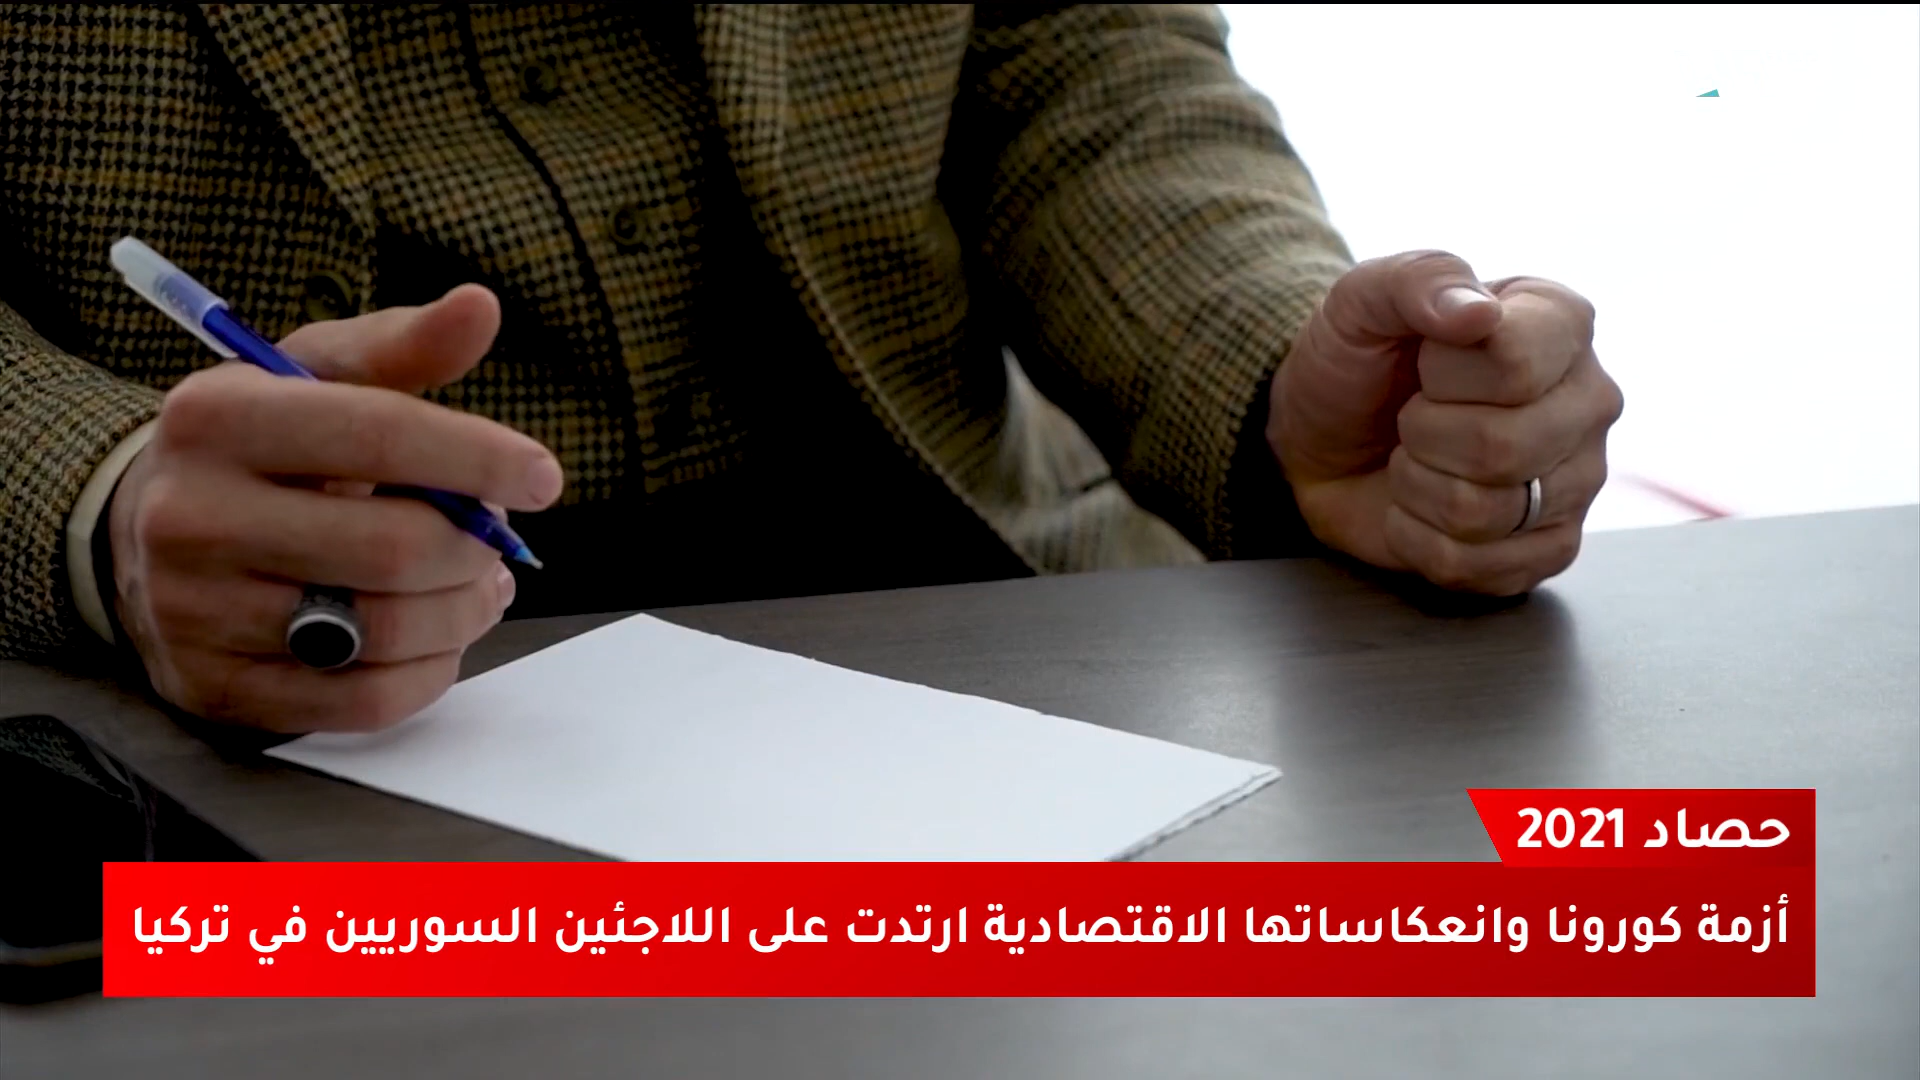 حصاد 2021
أزمة كورونا وانعكاساتها الاقتصادية ارتدت على اللاجئين السوريين في تركيا